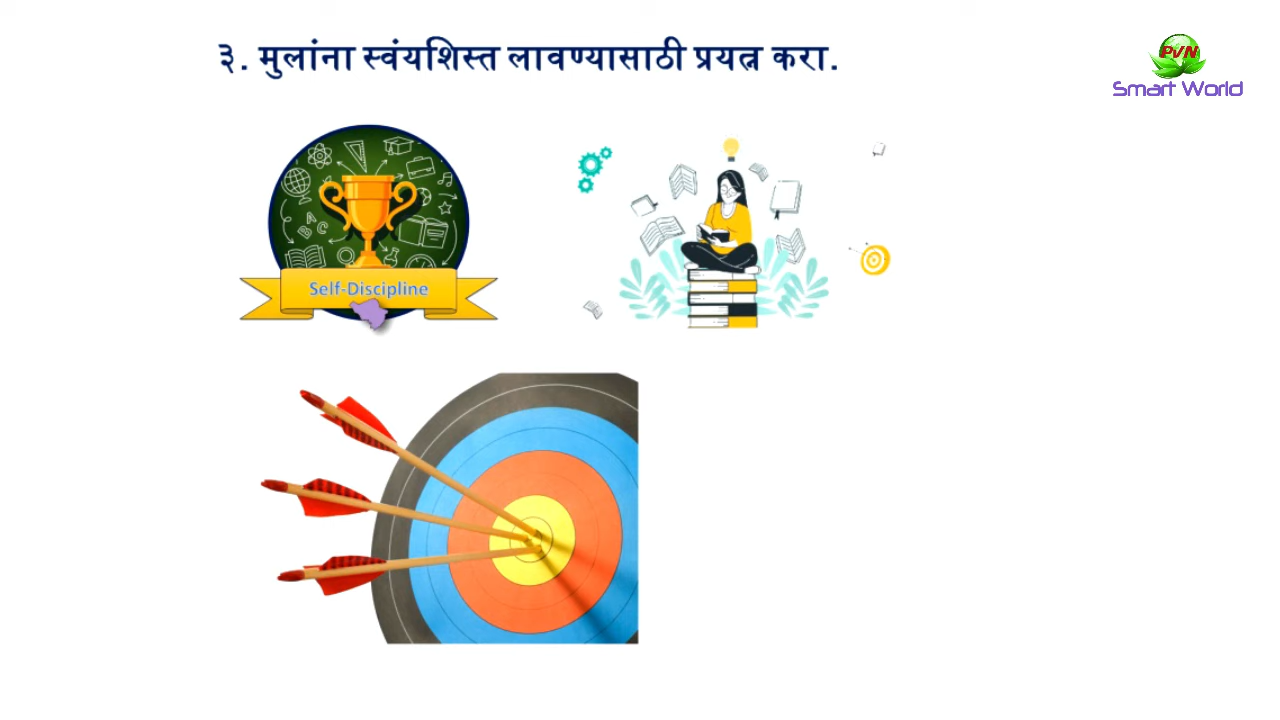 ३. मुलांना स्वंयशिस्त लावण्यासाठी प्रयत्न करा.
PVN
Smart World
A
B C
Self-Discipline